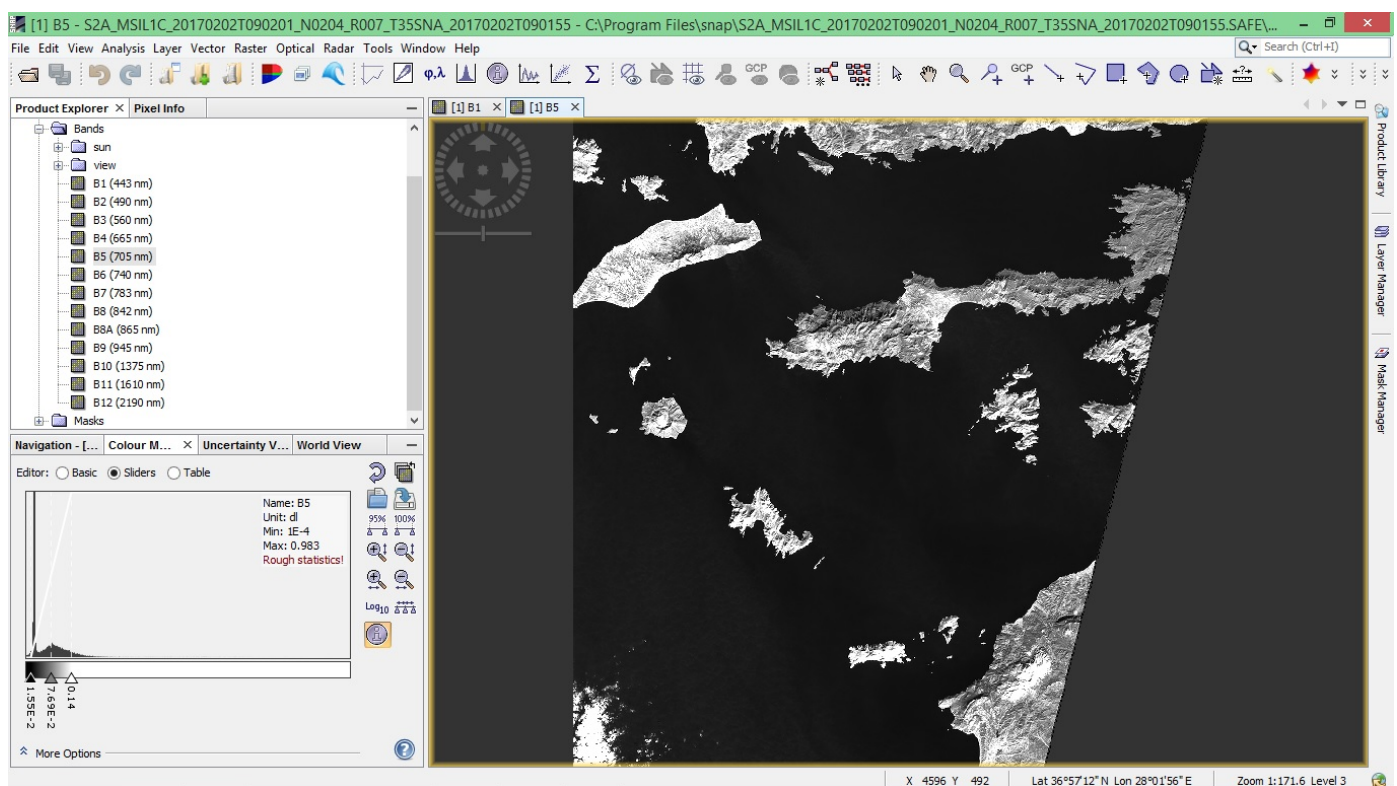 [1] B5 - S2A_MSIL1C_20170202T090201_N0204_R007_T35SNA_20170202T090155 - C:\Program Files\snap\S2A_MSIL1C_20170202T090201_N0204_R007_T35SNA_20170202T090155.SAFE\...
File Edit View Analysis Layer Vector Raster Optical Radar Tools Window Help
Search (Ctrl+I)
φ,λ
Σ
GCP
GCP
Product Explorer × Pixel Info
[1] B1 × [1] B5 ×
Bands
sun
view
B1 (443 nm)
B2 (490 nm)
B3 (560 nm)
B4 (665 nm)
B5 (705 nm)
B6 (740 nm)
B7 (783 nm)
B8 (842 nm)
B8A (865 nm)
B9 (945 nm)
B10 (1375 nm)
B11 (1610 nm)
B12 (2190 nm)
Masks
Product Library
Layer Manager
Mask Manager
Navigation - [... Colour M... × Uncertainty V... World View
Editor: Basic Sliders Table
Name: B5
Unit: dl
Min: 1E-4
Max: 0.983
Rough statistics!
95% 100%
Log10
1.55E-2
7.69E-2
0.14
More Options
X 4596 Y 492 Lat 36°57'12" N Lon 28°01'56" E Zoom 1:171.6 Level 3